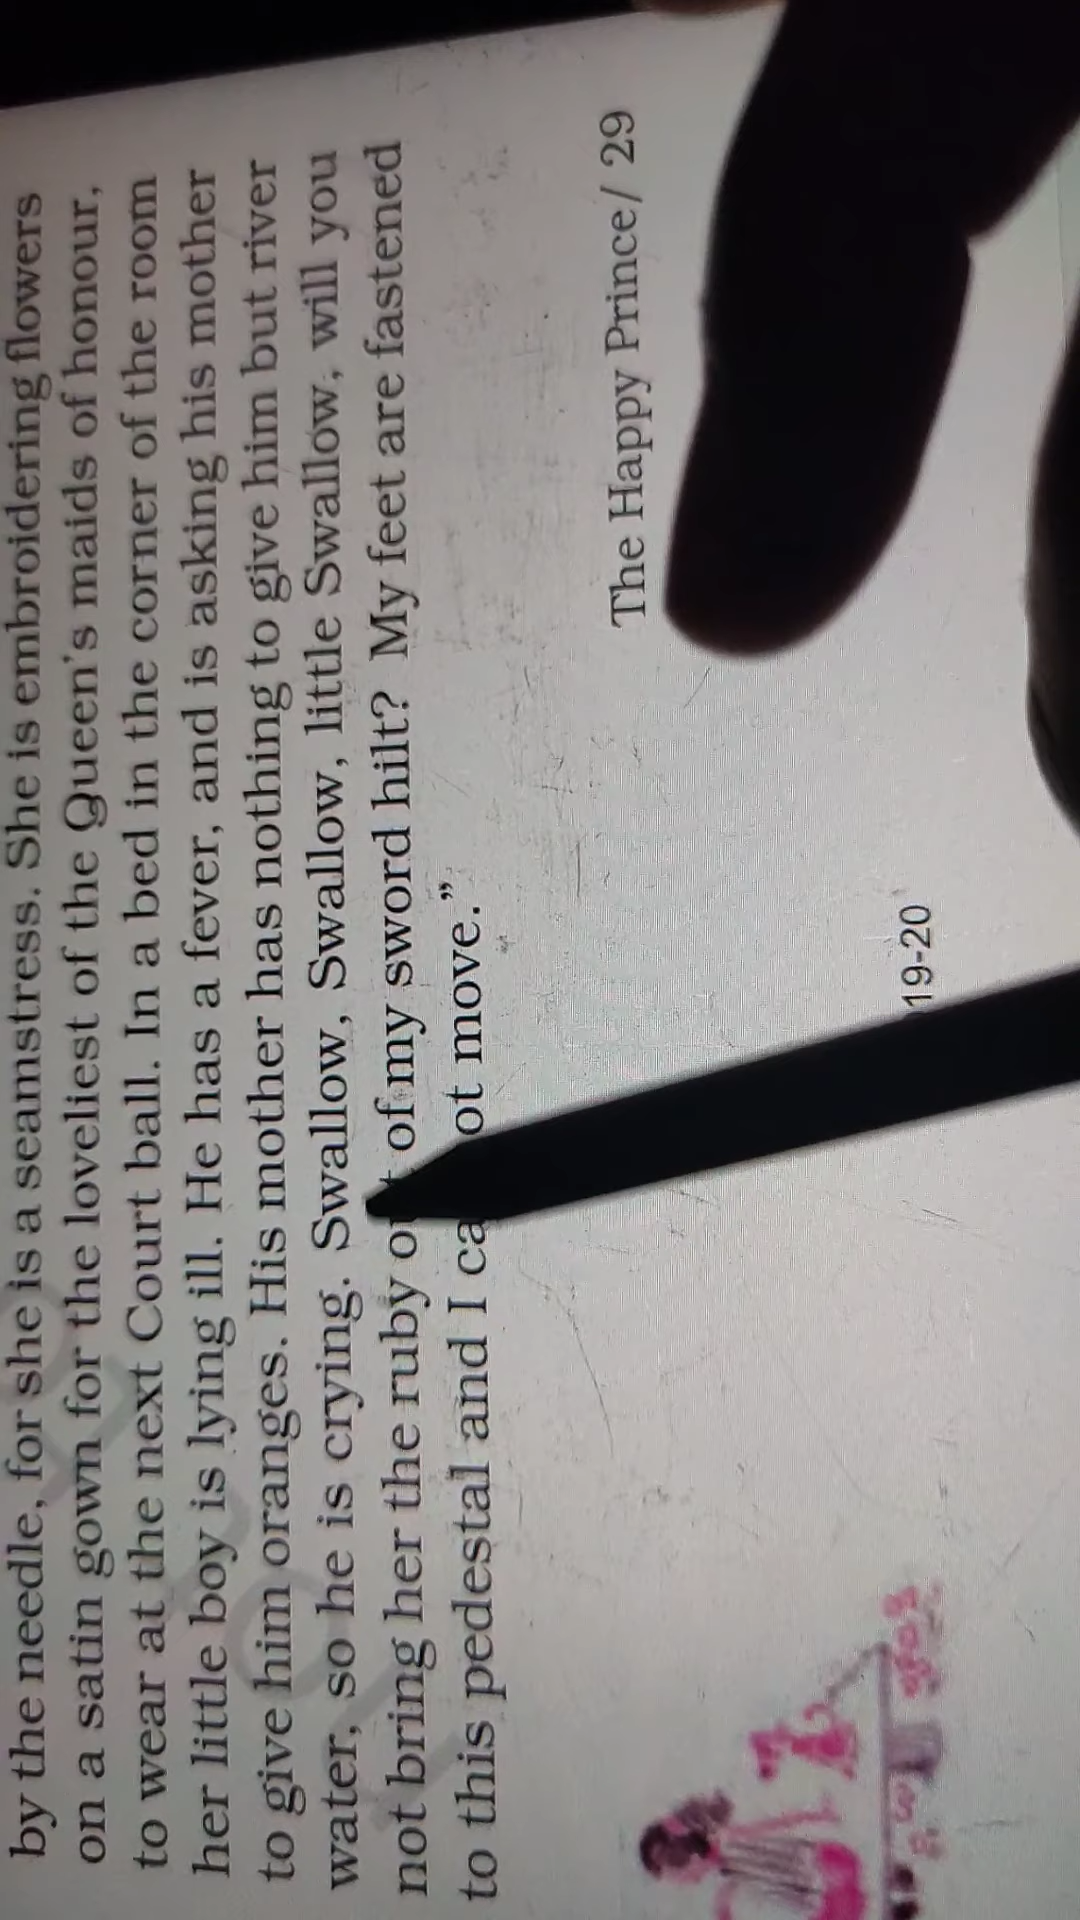 by the needle, for she is a seamstress. She is embroidering flowers
on a satin gown for the loveliest of the Queen's maids of honour,
to wear at the next Court ball. In a bed in the corner of the room
her little boy is lying ill. He has a fever, and is asking his mother
to give him oranges. His mother has nothing to give him but river
water, so he is crying. Swallow, Swallow, little Swallow, will you
not bring her the ruby of my sword hilt? My feet are fastened
to this pedestal and I move.”
The Happy Prince/ 29
19-20